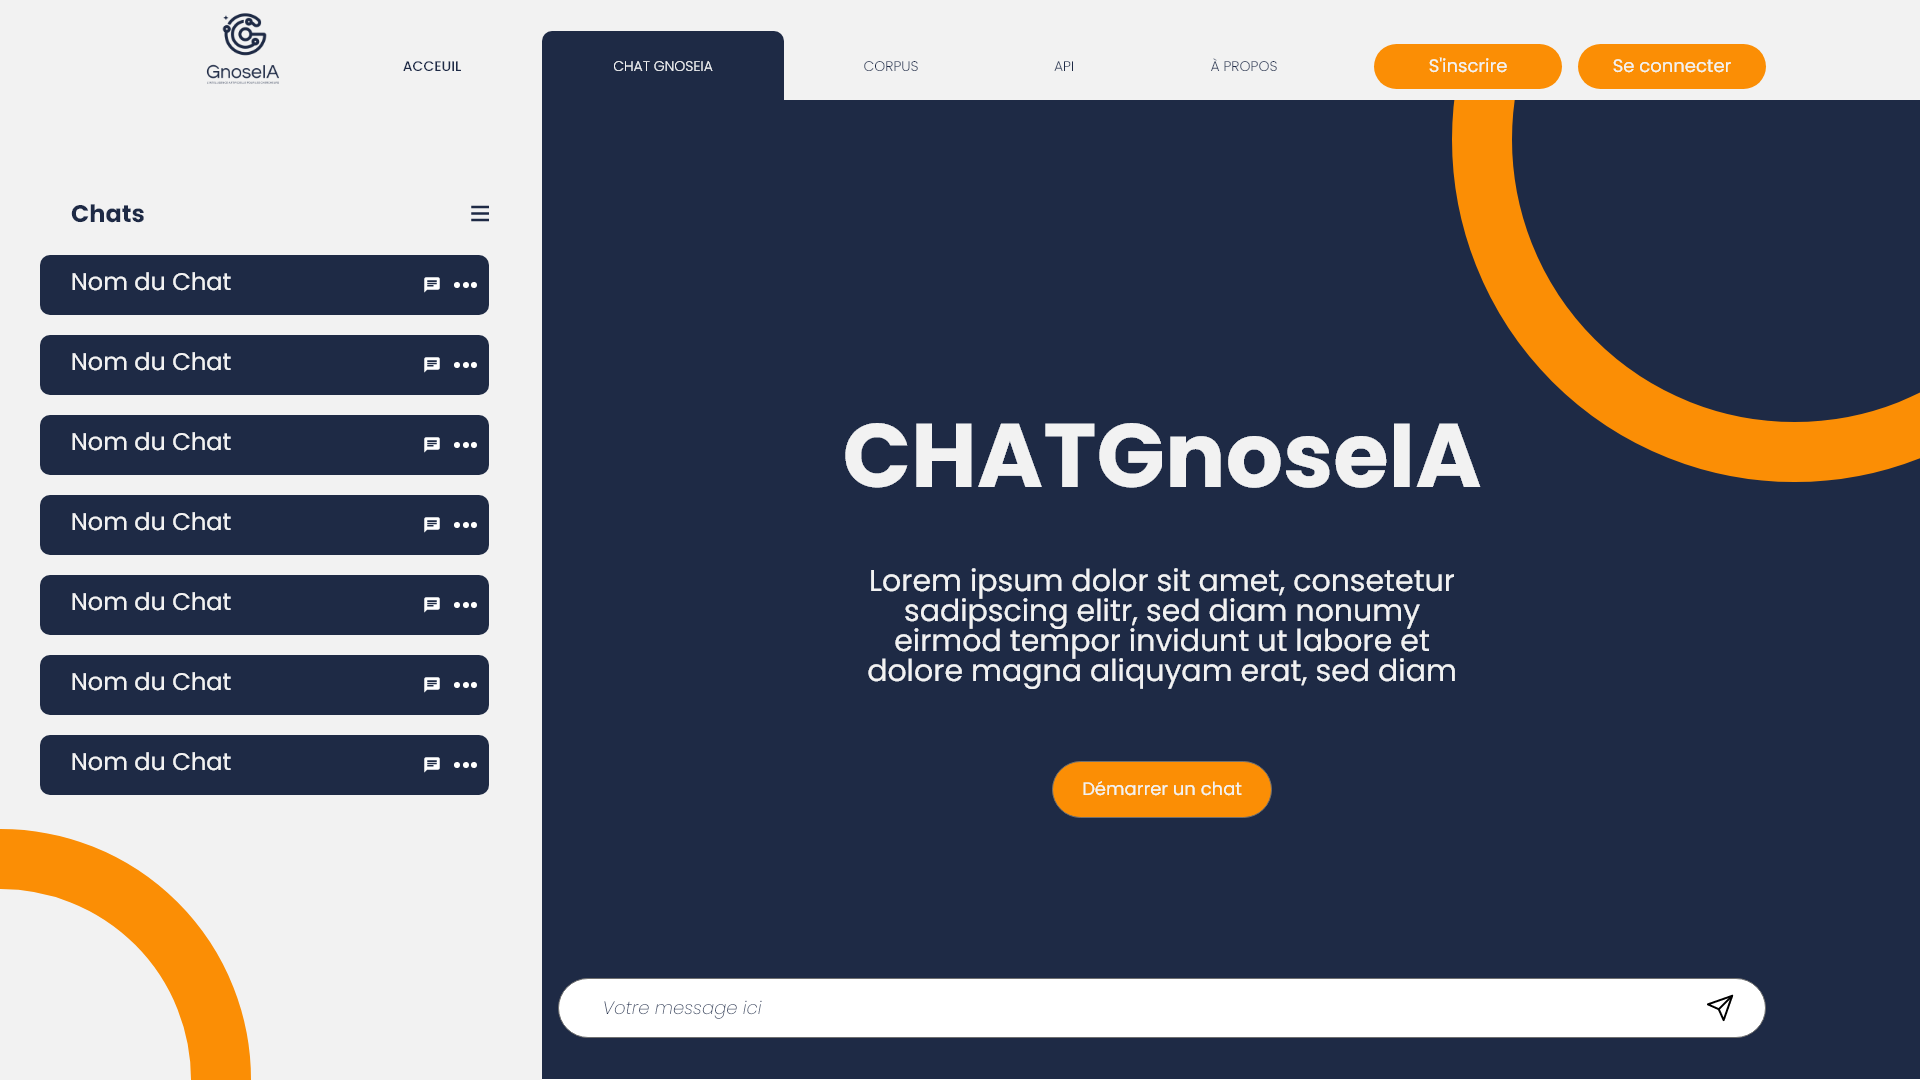 GnoseIA
ACCEUIL
CHAT GNOSEIA
CORPUS
API
À PROPOS
S'inscrire
Se connecter
Chats
Nom du Chat
Nom du Chat
Nom du Chat
Nom du Chat
Nom du Chat
Nom du Chat
Nom du Chat
CHATGnoseIA
Lorem ipsum dolor sit amet, consetetur
sadipscing elitr, sed diam nonumy
eirmod tempor invidunt ut labore et
dolore magna aliquyam erat, sed diam
Démarrer un chat
Votre message ici